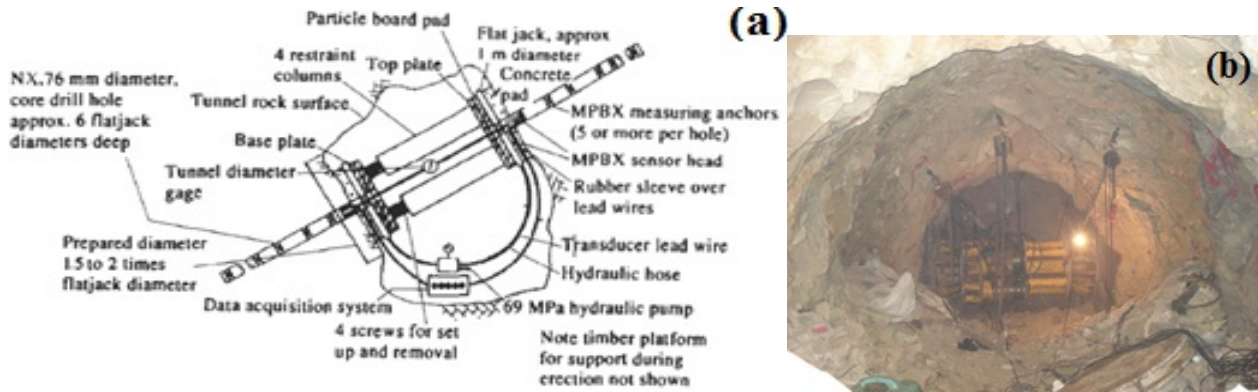 (a)
Particle board pad
Flat jack, approx
1 m diameter
4 restraint
columns
Top plate
Concrete
pad
NX,76 mm diameter,
core drill hole
approx. 6 flatjack
diameters deep
Tunnel rock surface
MPBX measuring anchors
(5 or more per hole)
Base plate
MPBX sensor head
Tunnel diameter
gage
Rubber sleeve over
lead wires
Prepared diameter
1.5 to 2 times
flatjack diameter
Transducer lead wire
Hydraulic hose
Data acquisition system
69 MPa hydraulic pump
4 screws for set
up and removal
Note timber platform
for support during
erection not shown
(b)